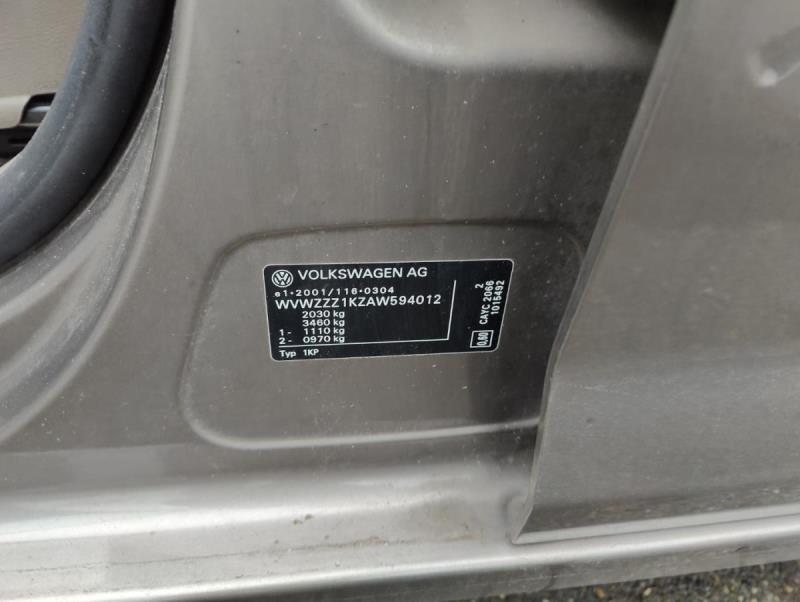 VOLKSWAGEN AG
e1*2001/116*0304
WVWZZZ1KZAW594012
2030 kg
3460 kg
1- 1110 kg
2- 0970 kg
Typ 1KP
0,60
CAYC 2066 2
1015492